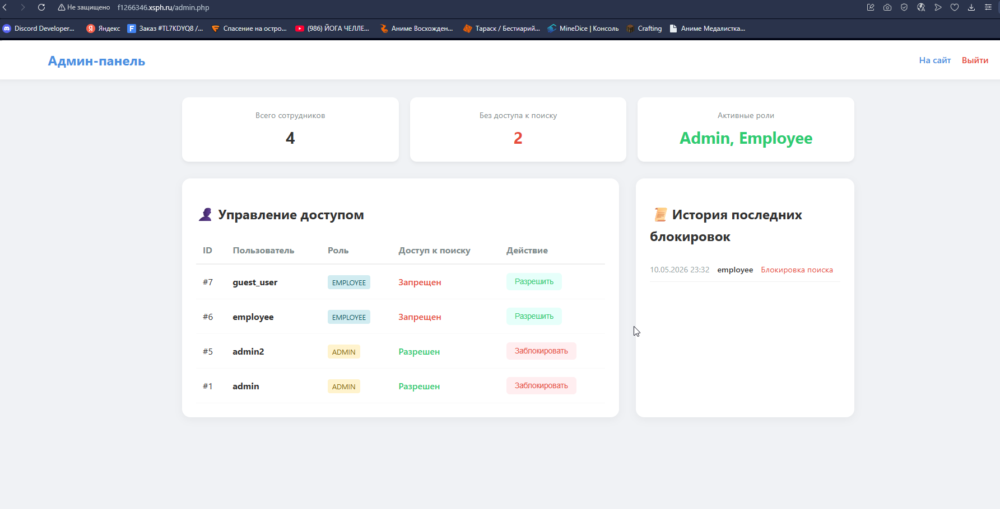 Не защищено f1266346.xsph.ru/admin.php
Discord Developer... Яндекс Заказ #TL7KDYQ8 /... Спасение на остро... (986) ЙОГА ЧЕЛЛЕ... Аниме Восхожден... Тараск / Бестиарий... MineDice | Консоль Crafting Аниме Медалистка...
Админ-панель На сайт Выйти
Всего сотрудников Без доступа к поиску Активные роли
4 2 Admin, Employee
Управление доступом
ID Пользователь Роль Доступ к поиску Действие
#7 guest_user EMPLOYEE Запрещен Разрешить
#6 employee EMPLOYEE Запрещен Разрешить
#5 admin2 ADMIN Разрешен Заблокировать
#1 admin ADMIN Разрешен Заблокировать
История последних
блокировок
10.05.2026 23:32 employee Блокировка поиска